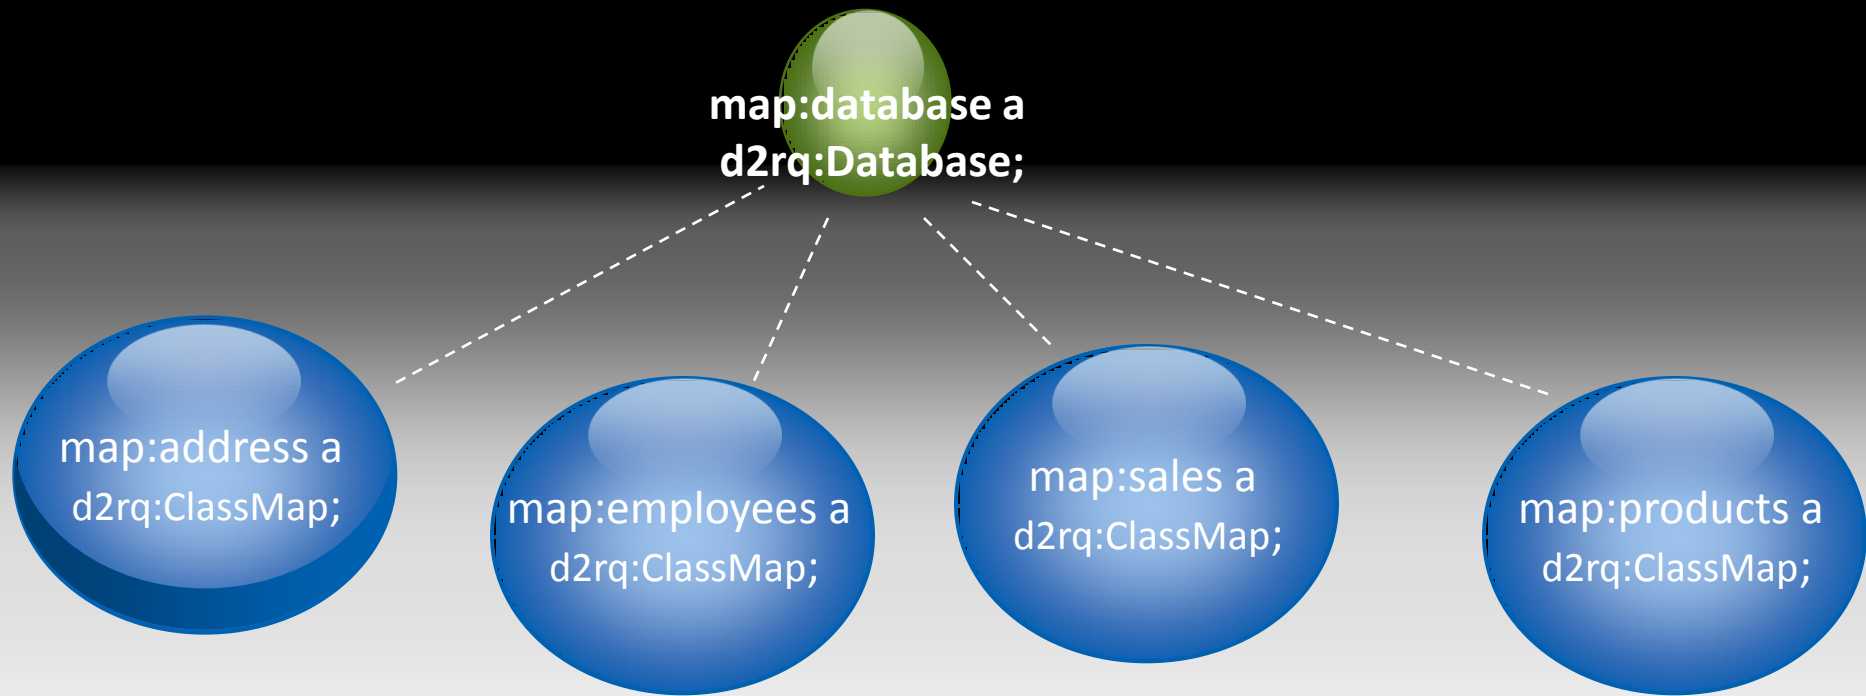 map:database a
d2rq:Database;
map:address a
d2rq:ClassMap;
map:employees a
d2rq:ClassMap;
map:sales a
d2rq:ClassMap;
map:products a
d2rq:ClassMap;